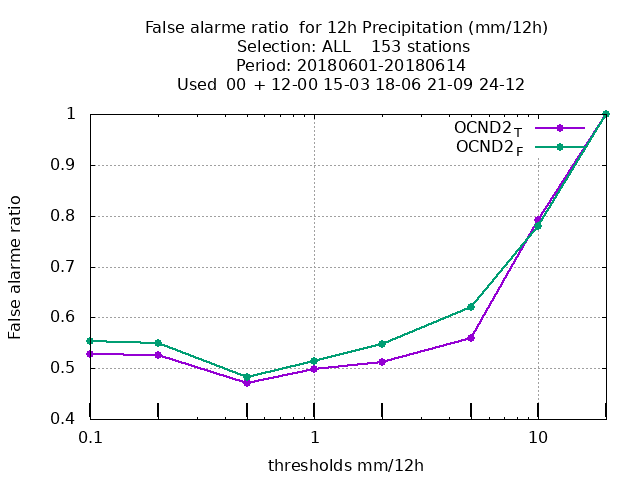 False alarme ratio  for 12h Precipitation (mm/12h)
Selection: ALL    153 stations
Period: 20180601-20180614
Used  00 + 12-00 15-03 18-06 21-09 24-12
OCND2T
OCND2F
1
0.9
0.8
0.7
0.6
0.5
0.4
False alarme ratio
0.1
1
10
thresholds mm/12h